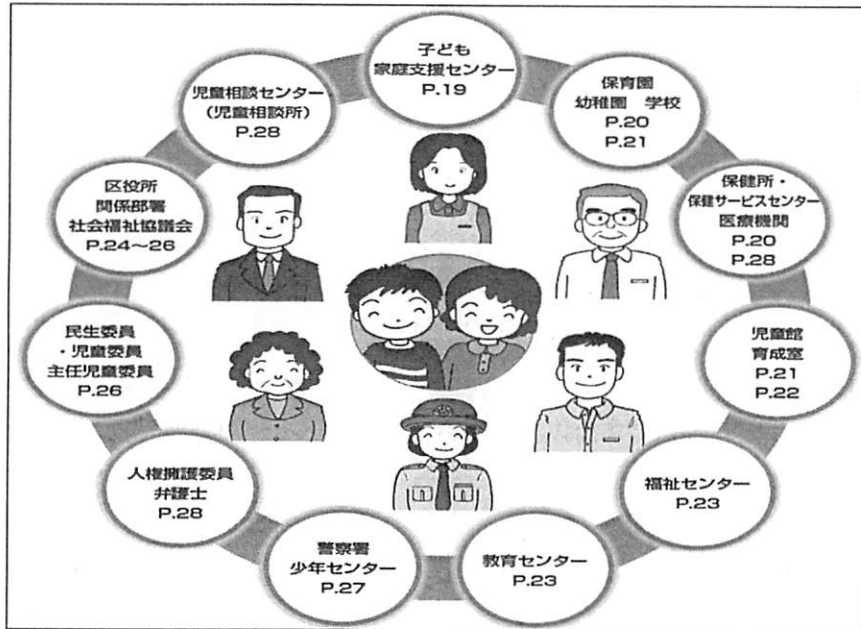 子ども
家庭支援センター
P.19
保育園
幼稚園 学校
P.20
P.21
保健所・
保健サービスセンター
医療機関
P.20
P.28
児童館
育成室
P.21
P.22
福祉センター
P.23
教育センター
P.23
警察署
少年センター
P.27
人権擁護委員
弁護士
P.28
民生委員
・児童委員
主任児童委員
P.26
区役所
関係部署
社会福祉協議会
P.24～26
児童相談センター
(児童相談所)
P.28